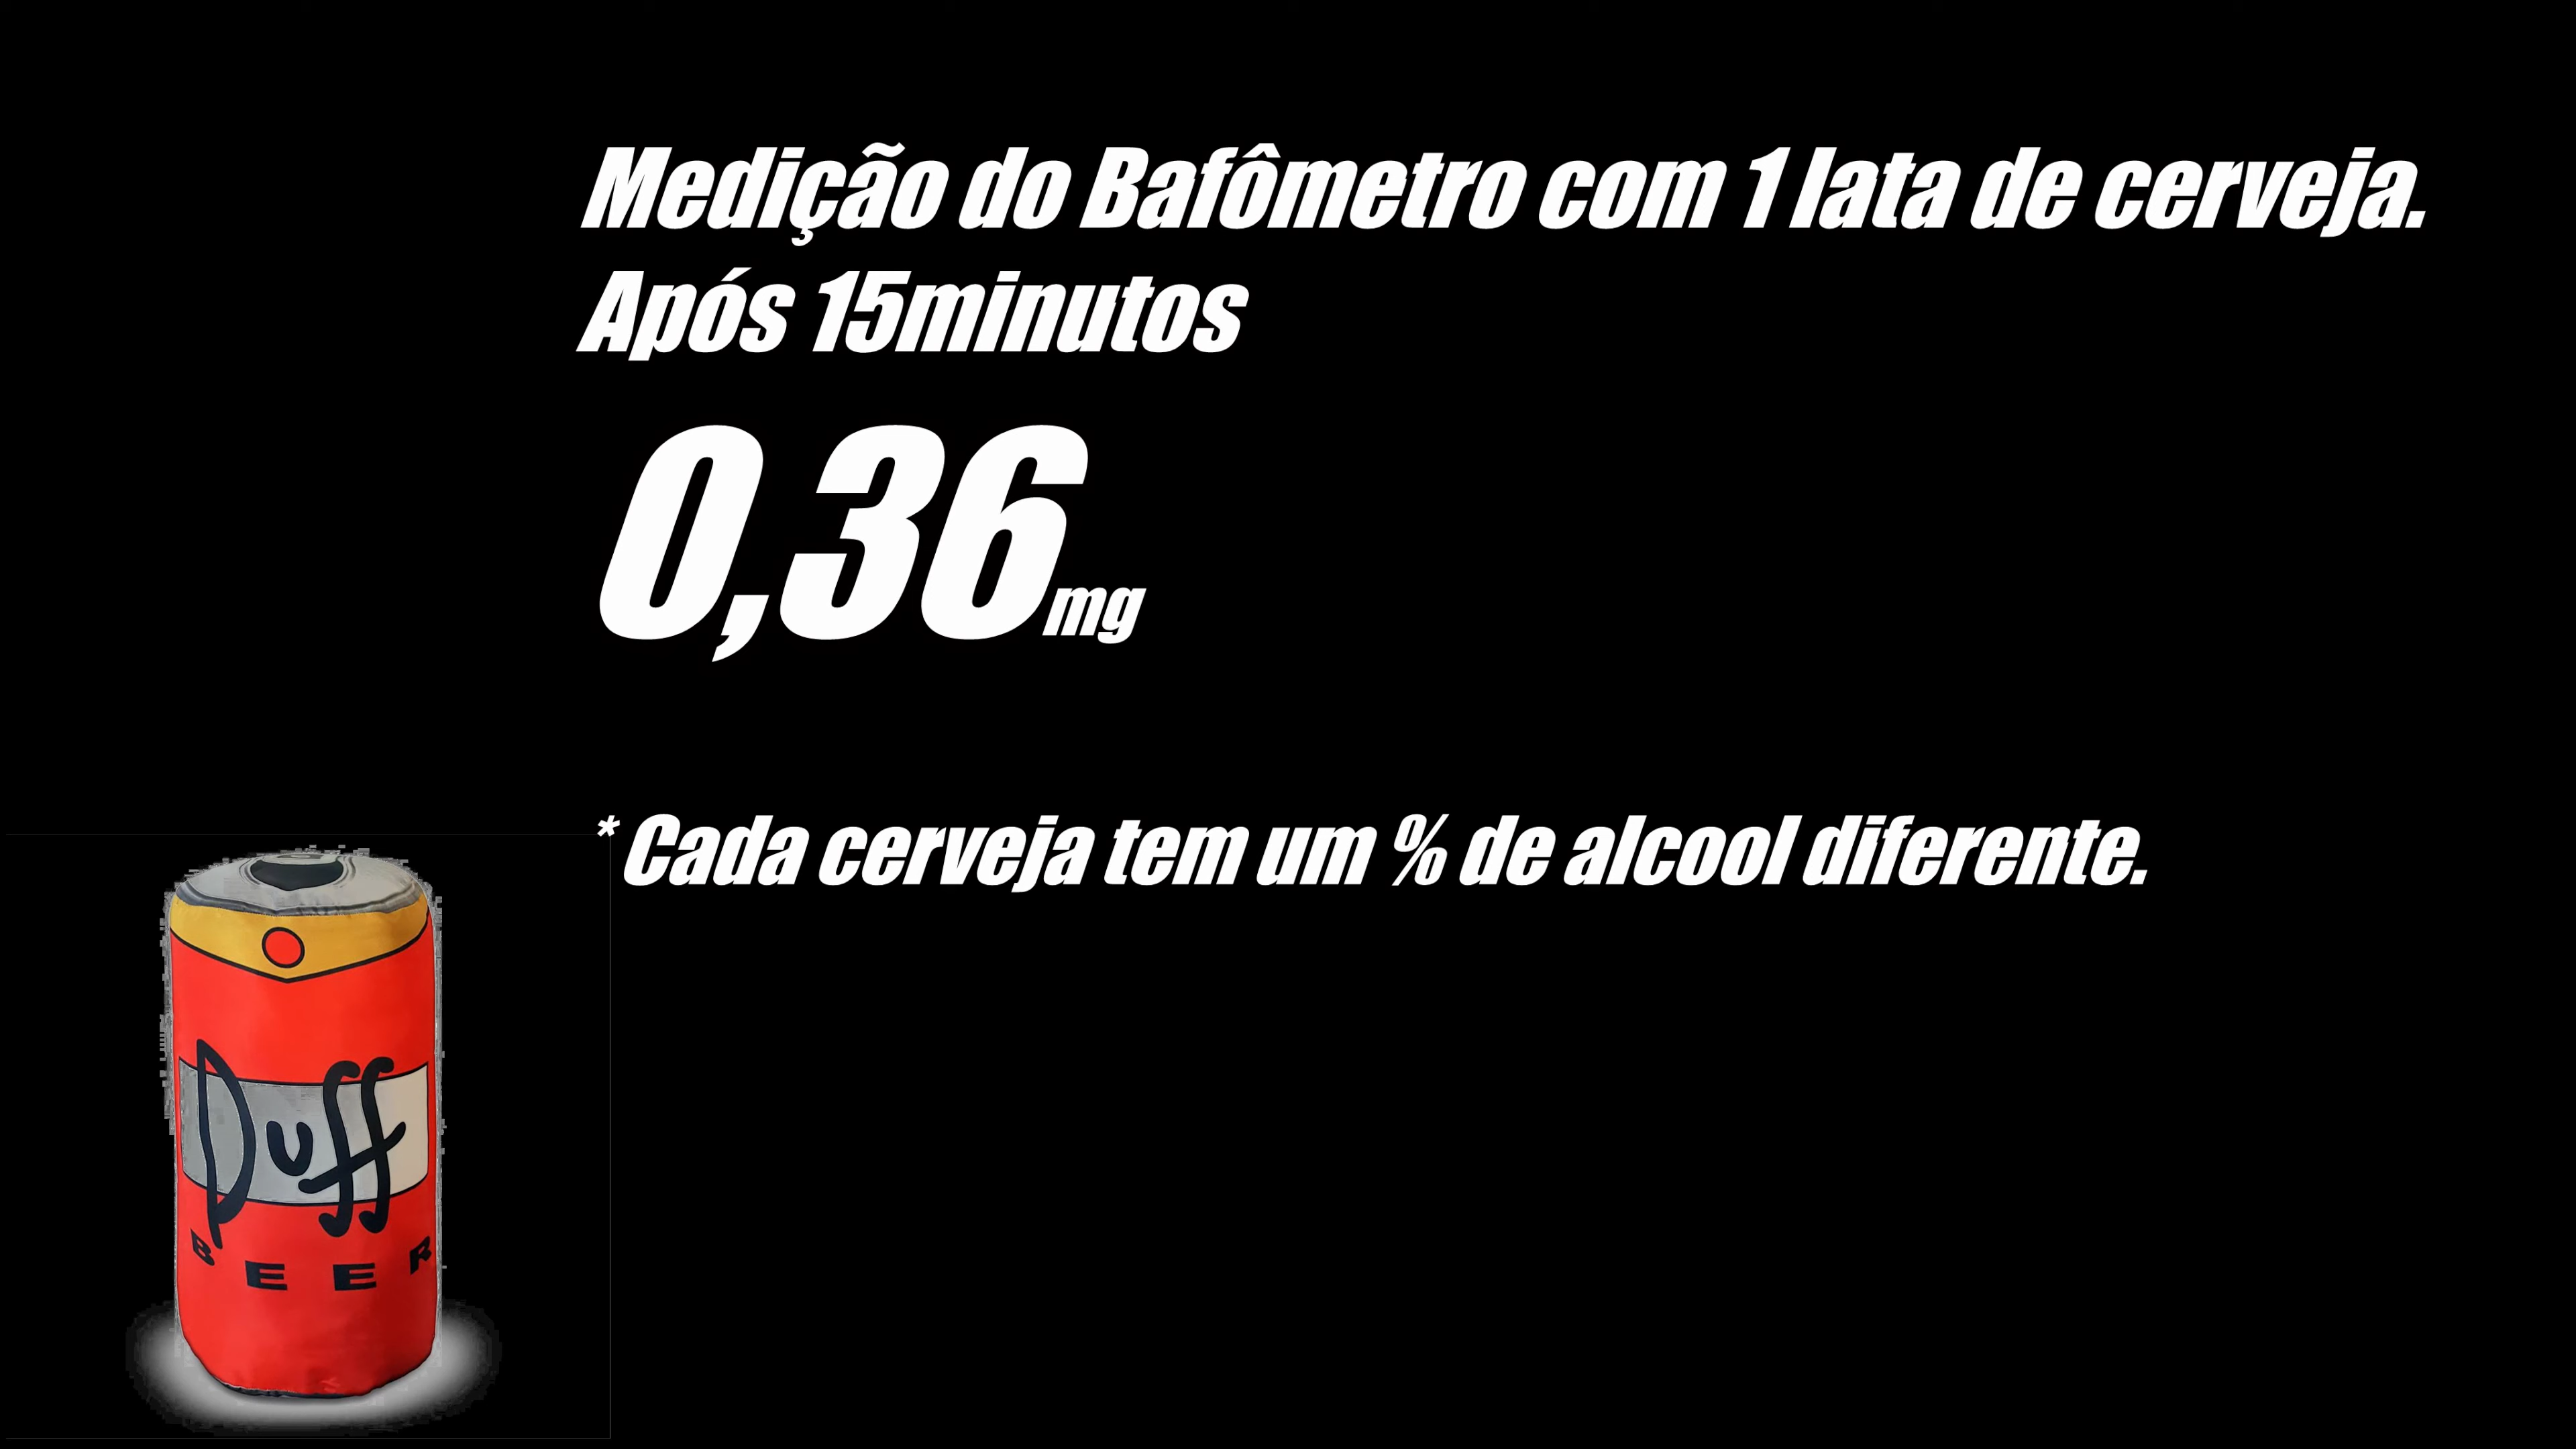 Medição do Bafômetro com 1 lata de cerveja.
Após 15minutos
0,36mg
* Cada cerveja tem um % de alcool diferente.
Duff
BEER